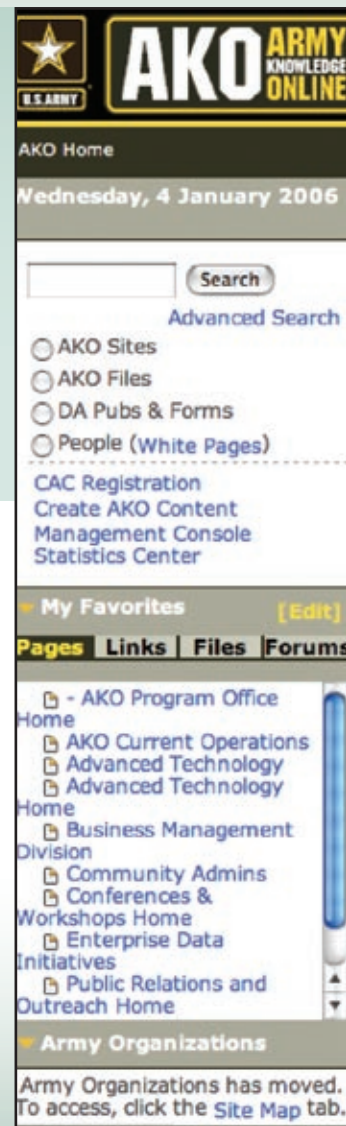 U.S.ARMY
AKO ARMY
KNOWLEDGE
ONLINE
AKO Home
Wednesday, 4 January 2006
Search
Advanced Search
AKO Sites
AKO Files
DA Pubs & Forms
People (White Pages)
CAC Registration
Create AKO Content
Management Console
Statistics Center
My Favorites [Edit]
Pages Links Files Forums
- AKO Program Office
Home
AKO Current Operations
Advanced Technology
Advanced Technology
Home
Business Management
Division
Community Admins
Conferences &
Workshops Home
Enterprise Data
Initiatives
Public Relations and
Outreach Home
Army Organizations
Army Organizations has moved.
To access, click the Site Map tab.